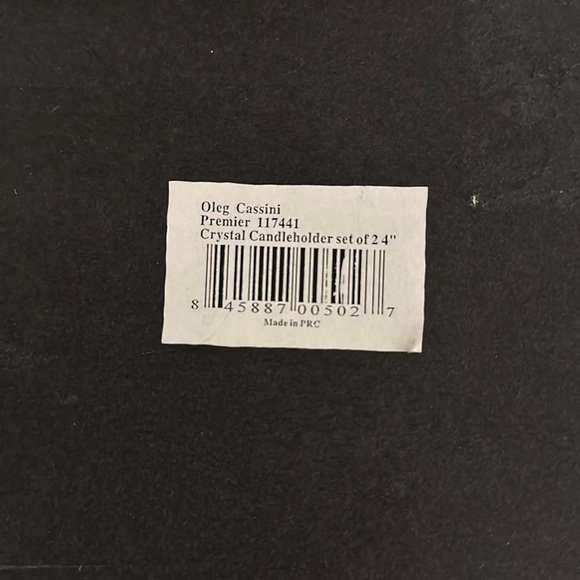 Oleg Cassini
Premier 117441
Crystal Candleholder set of 2 4"
8 45887 00502 7
Made in PRC